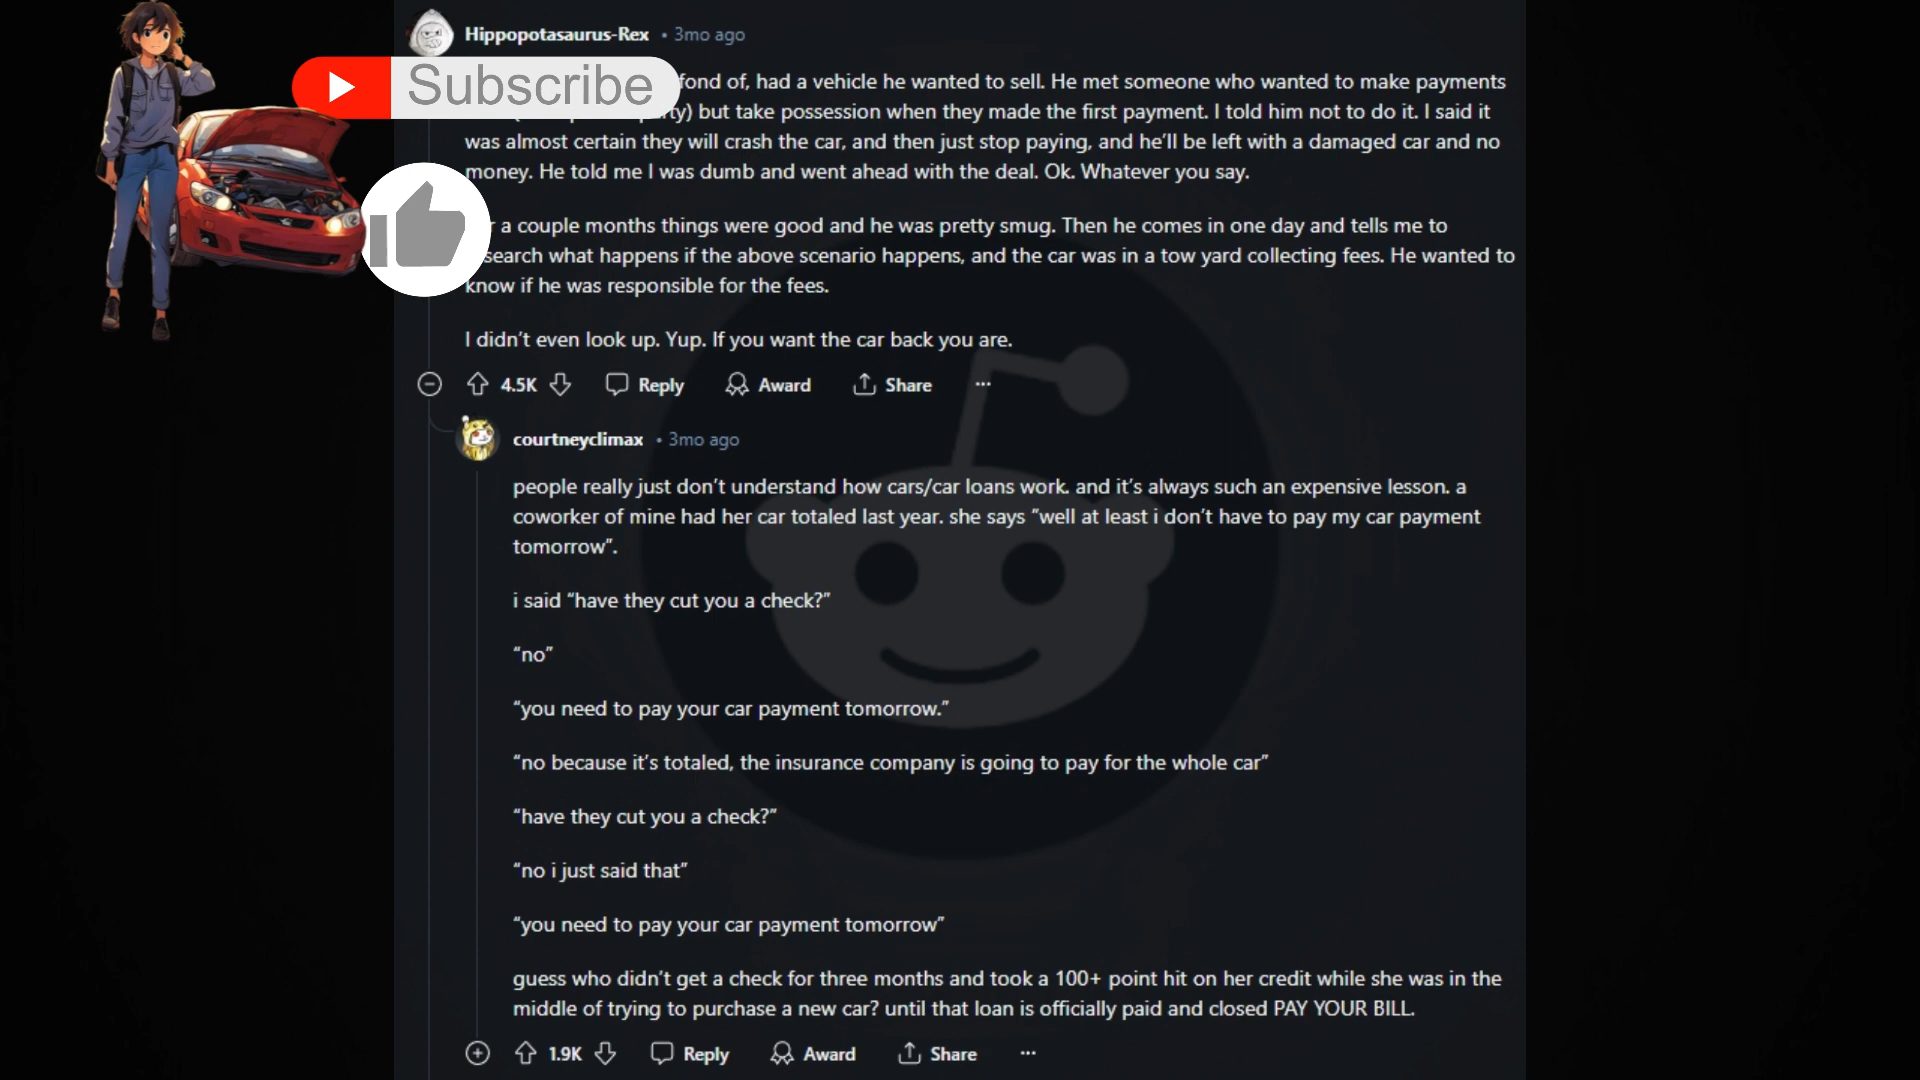 Hippopotasaurus-Rex • 3mo ago
Subscribe
fond of, had a vehicle he wanted to sell. He met someone who wanted to make payments
but take possession when they made the first payment. I told him not to do it. I said it
was almost certain they will crash the car, and then just stop paying, and he'll be left with a damaged car and no
money. He told me I was dumb and went ahead with the deal. Ok. Whatever you say.
a couple months things were good and he was pretty smug. Then he comes in one day and tells me to
what happens if the above scenario happens, and the car was in a tow yard collecting fees. He wanted to
know if he was responsible for the fees.
I didn't even look up. Yup. If you want the car back you are.
4.5K Reply Award Share ...
courtneyclimax • 3mo ago
people really just don't understand how cars/car loans work. and it's always such an expensive lesson. a
coworker of mine had her car totaled last year. she says "well at least i don't have to pay my car payment
tomorrow".
i said "have they cut you a check?"
"no"
"you need to pay your car payment tomorrow."
"no because it's totaled, the insurance company is going to pay for the whole car"
"have they cut you a check?"
"no i just said that"
"you need to pay your car payment tomorrow"
guess who didn't get a check for three months and took a 100+ point hit on her credit while she was in the
middle of trying to purchase a new car? until that loan is officially paid and closed PAY YOUR BILL.
1.9K Reply Award Share ...